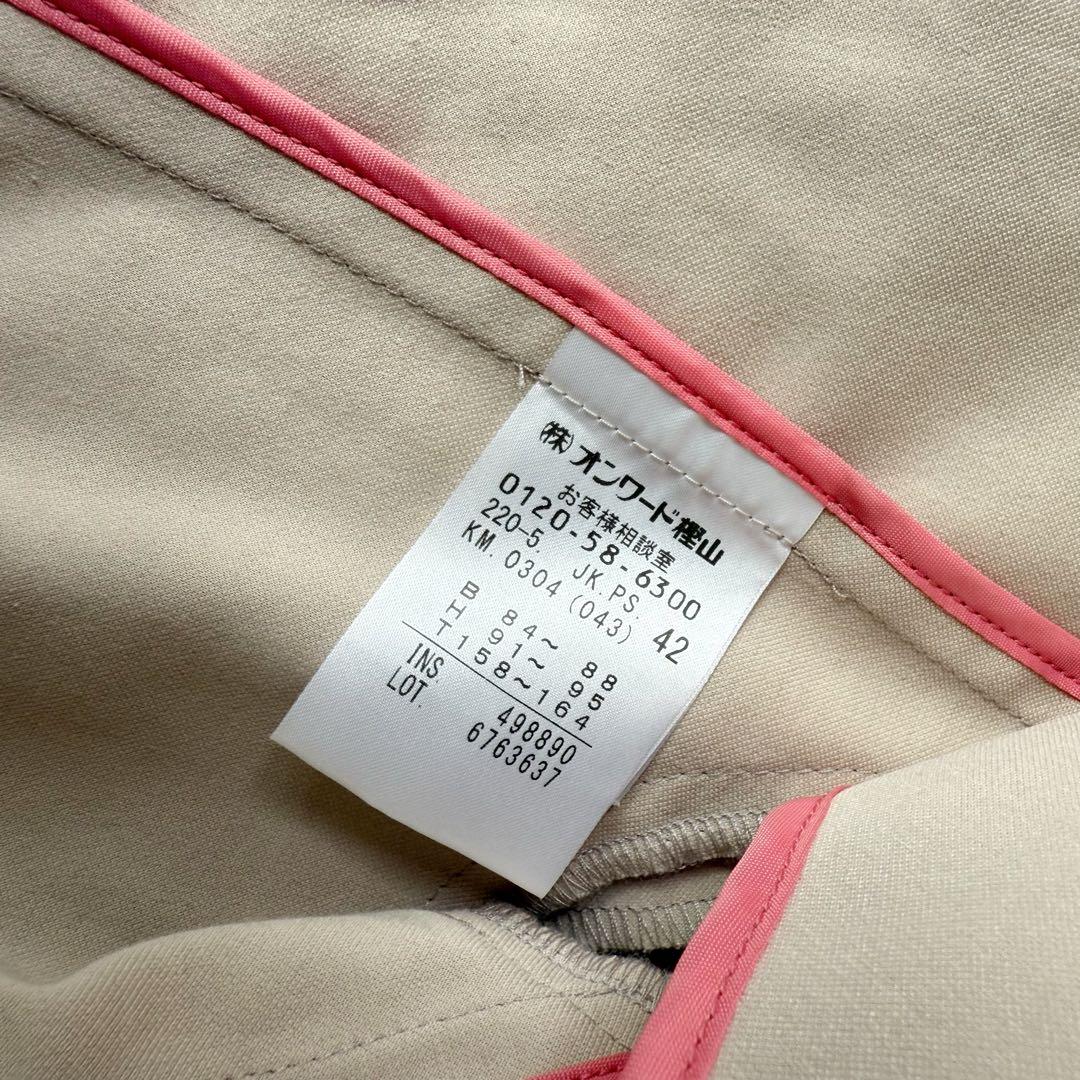 ㈱オンワード樫山
お客様相談室
0120-58-6300
220-5. JK.PS.
KM. 0304 (043) 42
B 84～ 88
H 91～ 95
T158～164
INS. 498890
LOT. 6763637